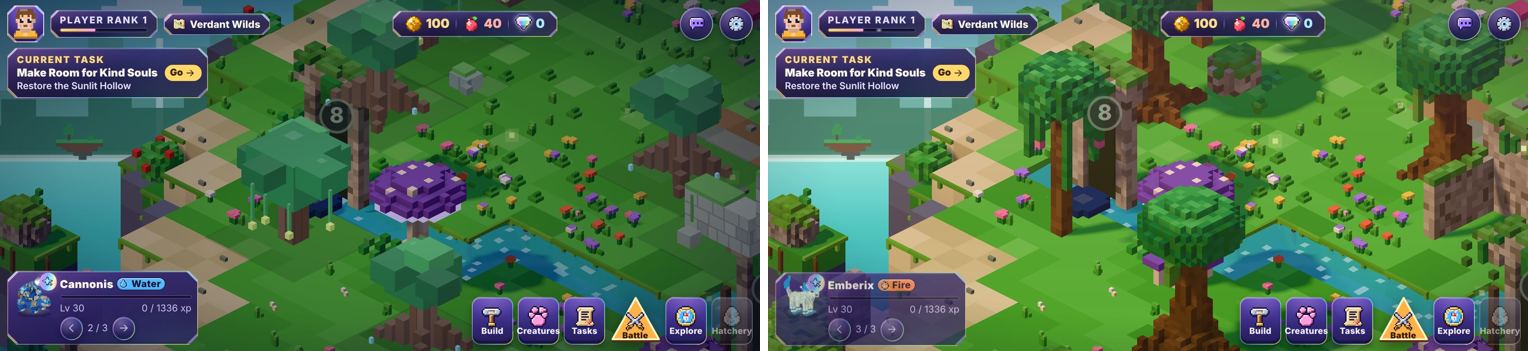 PLAYER RANK 1
Verdant Wilds
100
40
0
CURRENT TASK
Make Room for Kind Souls
Restore the Sunlit Hollow
Go →
8
Cannonis
Water
Lv 30
0 / 1336 xp
2 / 3
Build
Creatures
Tasks
Battle
Explore
Hatchery
PLAYER RANK 1
Verdant Wilds
100
40
0
CURRENT TASK
Make Room for Kind Souls
Restore the Sunlit Hollow
Go →
8
Emberix
Fire
Lv 30
0 / 1336 xp
3 / 3
Build
Creatures
Tasks
Battle
Explore
Hatchery